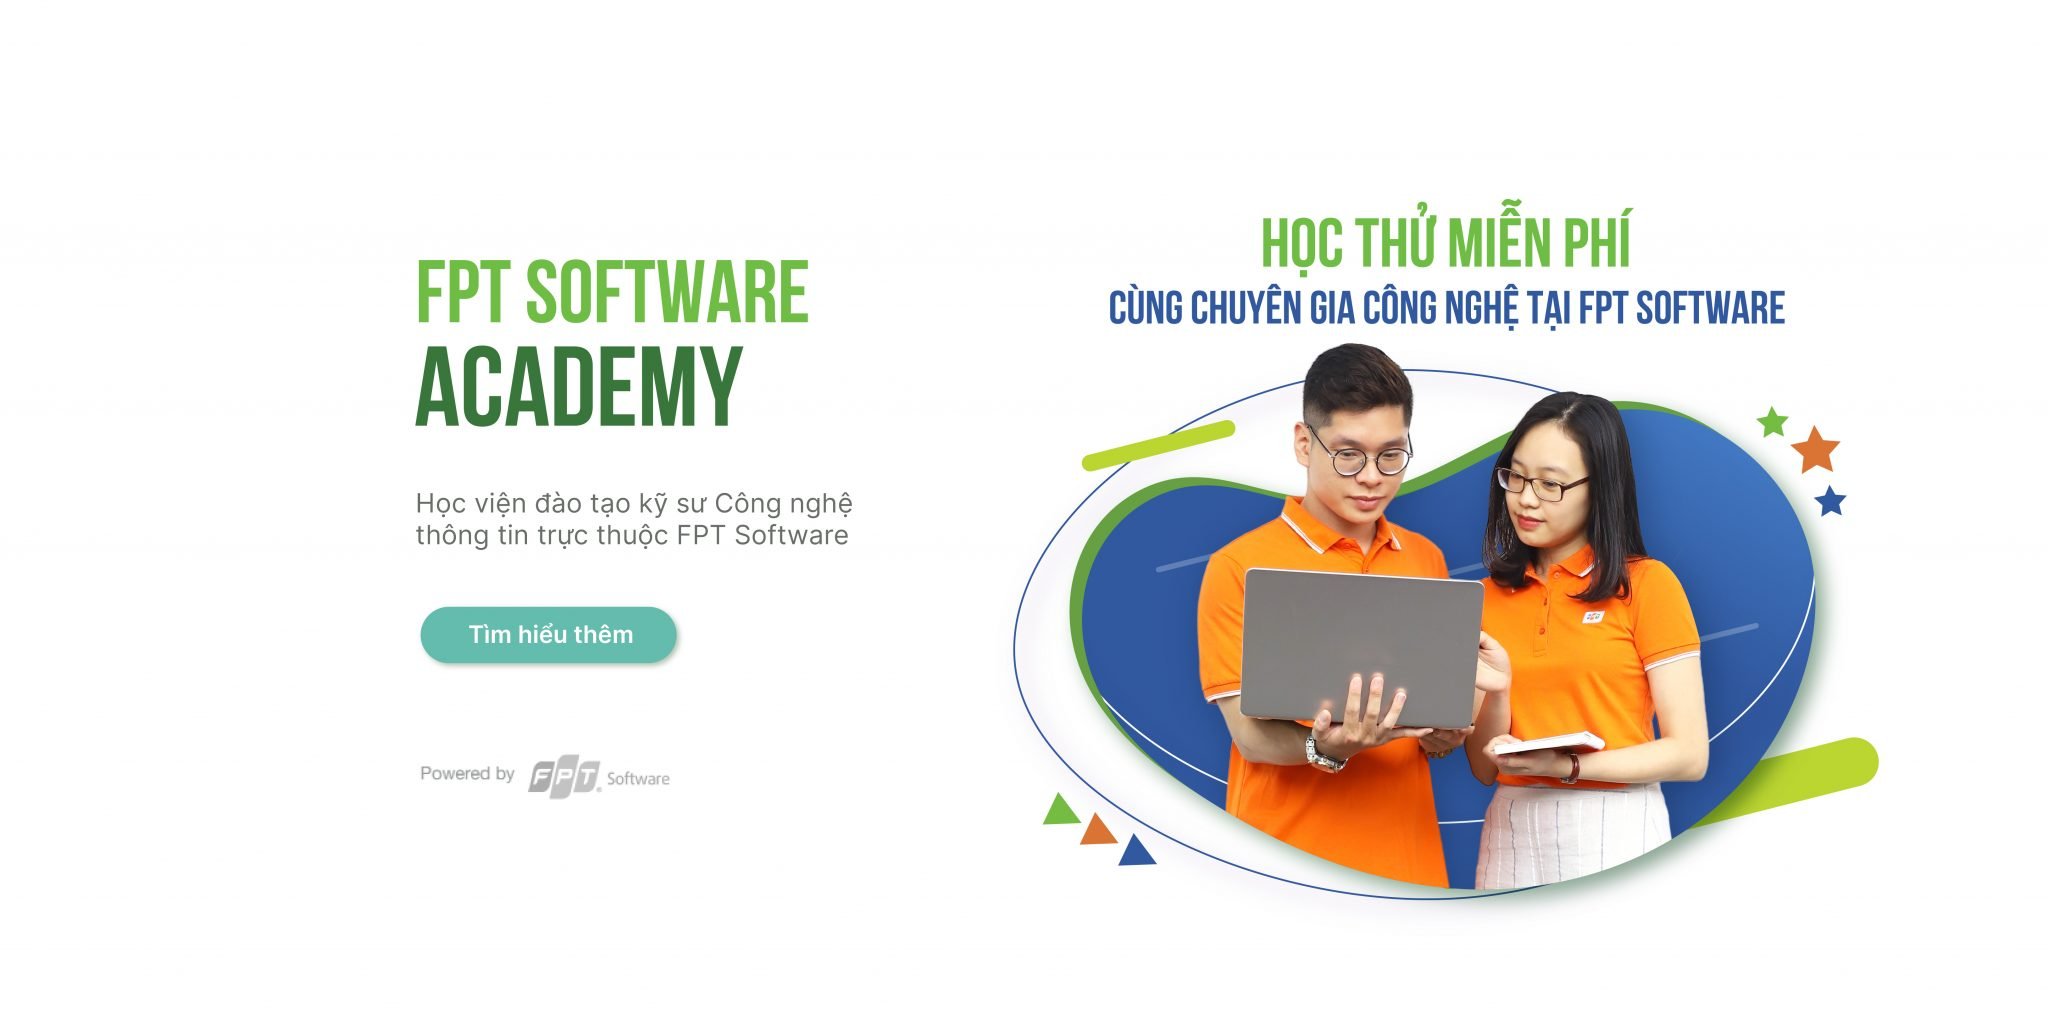 FPT SOFTWARE
ACADEMY
Học viện đào tạo kỹ sư Công nghệ
thông tin trực thuộc FPT Software
Tìm hiểu thêm
Powered by FPT Software
HỌC THỬ MIỄN PHÍ
CÙNG CHUYÊN GIA CÔNG NGHỆ TẠI FPT SOFTWARE